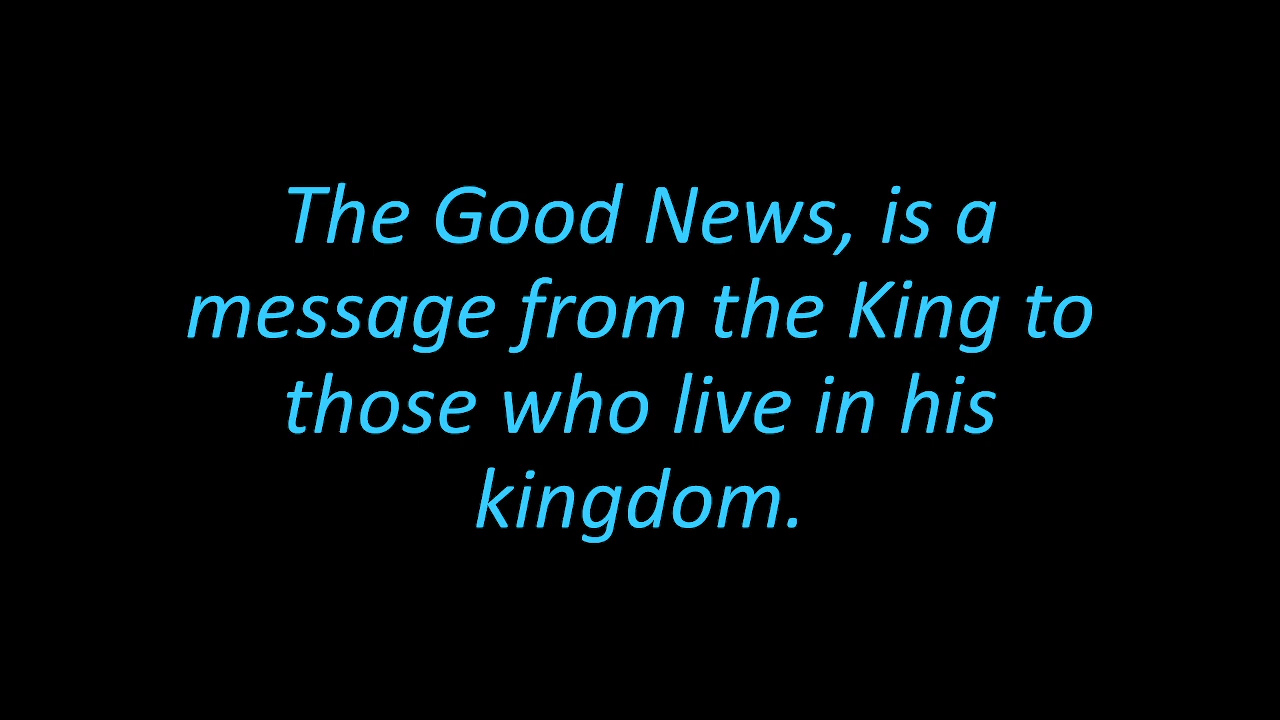 The Good News, is a
message from the King to
those who live in his
kingdom.